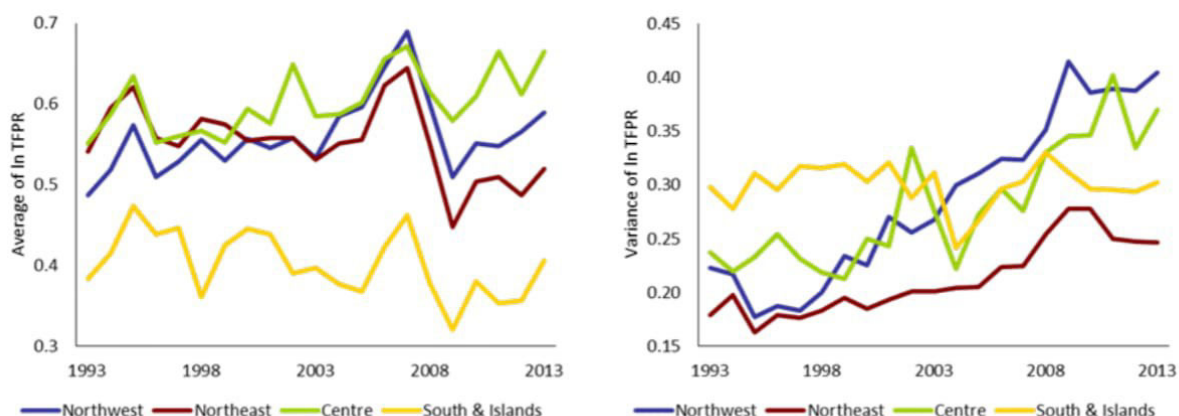 Average of ln TFPR
0.7
0.6
0.5
0.4
0.3
1993 1998 2003 2008 2013
Northwest Northeast Centre South & Islands
Variance of ln TFPR
0.45
0.40
0.35
0.30
0.25
0.20
0.15
1993 1998 2003 2008 2013
Northwest Northeast Centre South & Islands